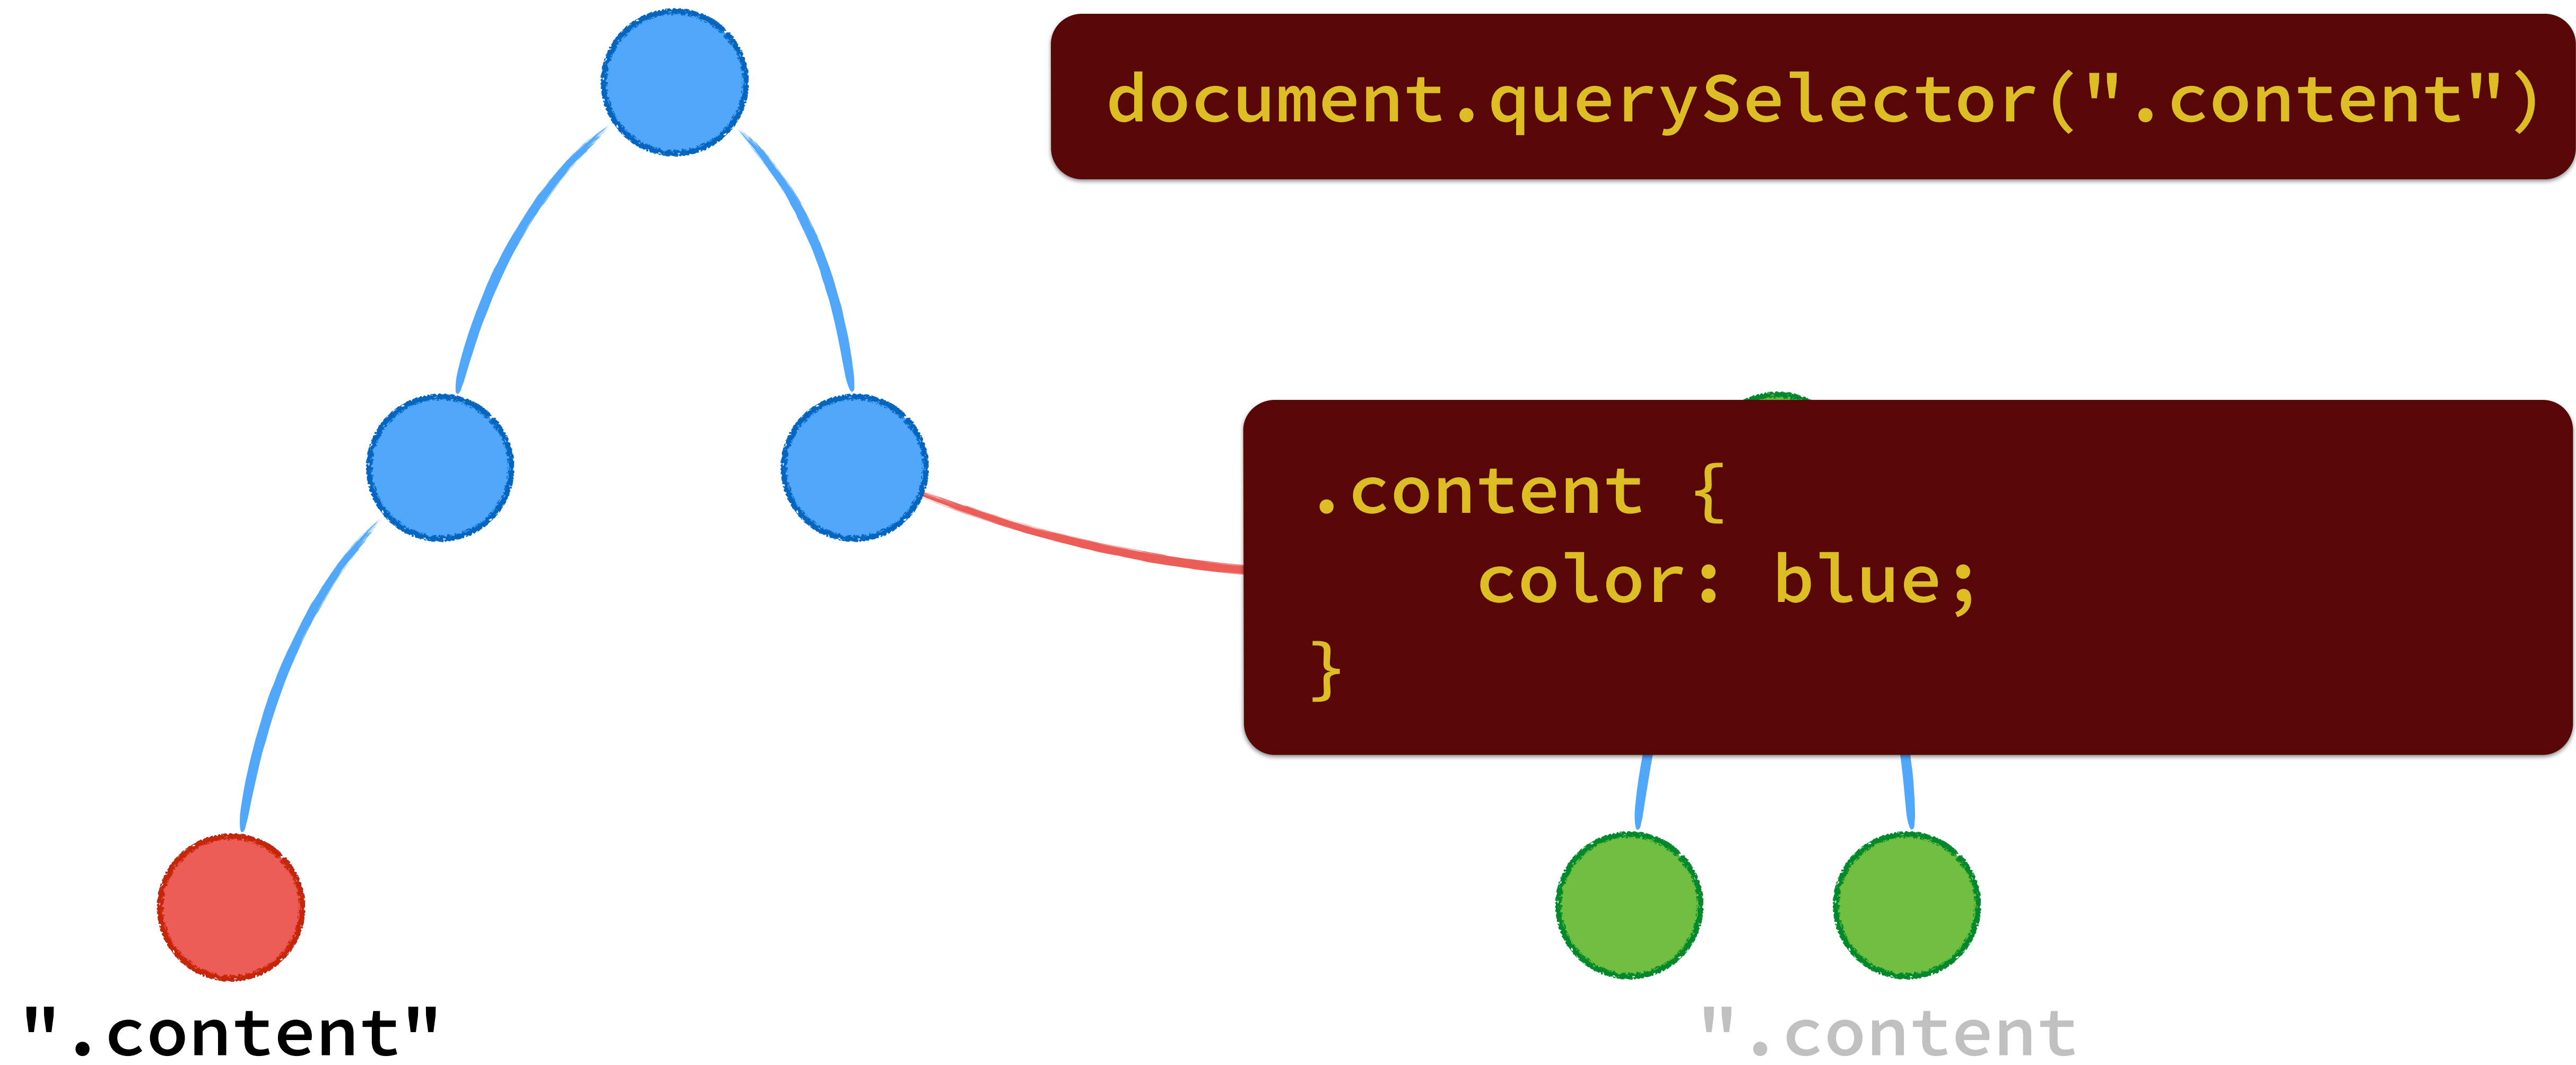 document.querySelector(".content")
.content {
color: blue;
}
".content"
".content